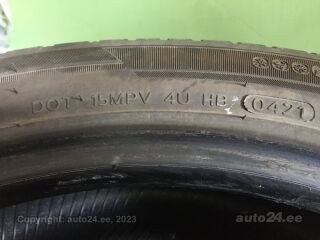 DOT 15MPV 4U HB 0421
Copyright: auto24.ee, 2023
auto24.ee